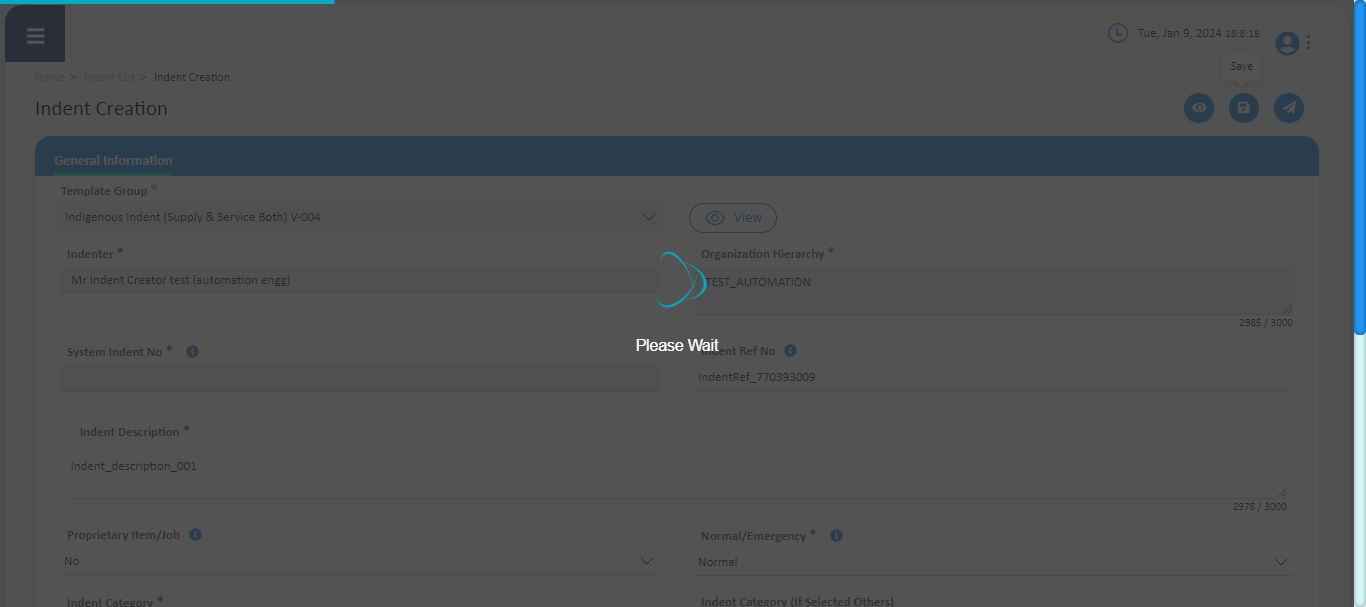 Tue, Jan 9, 2024 18:8:18
Save
Home > Indent List > Indent Creation
Indent Creation
General Information
Template Group *
Indigenous Indent (Supply & Service Both) V-004
View
Indenter *
Mr Indent Creator test (automation engg)
Organization Hierarchy *
TEST_AUTOMATION
2985 / 3000
Please Wait
System Indent No *
Indent Ref No
IndentRef_770393009
Indent Description *
Indent_description_001
2978 / 3000
Proprietary Item/Job
No
Normal/Emergency *
Normal
Indent Category *
Indent Category (If Selected Others)